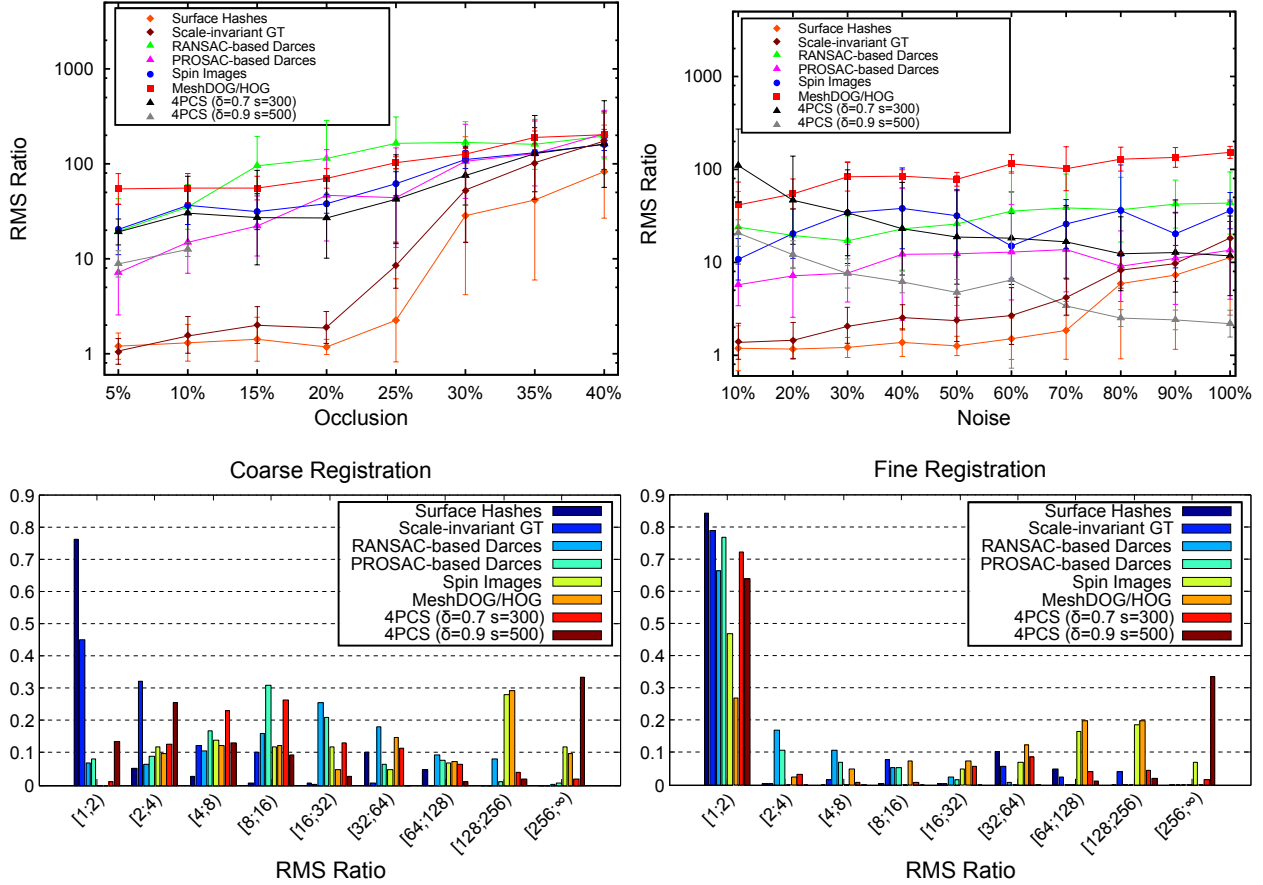 Surface Hashes
Scale-invariant GT
RANSAC-based Darces
PROSAC-based Darces
Spin Images
MeshDOG/HOG
4PCS (δ=0.7 s=300)
4PCS (δ=0.9 s=500)
1000
100
10
1
RMS Ratio
5% 10% 15% 20% 25% 30% 35% 40%
Occlusion
Surface Hashes
Scale-invariant GT
RANSAC-based Darces
PROSAC-based Darces
Spin Images
MeshDOG/HOG
4PCS (δ=0.7 s=300)
4PCS (δ=0.9 s=500)
1000
100
10
1
RMS Ratio
10% 20% 30% 40% 50% 60% 70% 80% 90% 100%
Noise
Coarse Registration
Surface Hashes
Scale-invariant GT
RANSAC-based Darces
PROSAC-based Darces
Spin Images
MeshDOG/HOG
4PCS (δ=0.7 s=300)
4PCS (δ=0.9 s=500)
0.9
0.8
0.7
0.6
0.5
0.4
0.3
0.2
0.1
0
[1;2) [2;4) [4;8) [8;16) [16;32) [32;64) [64;128) [128;256) [256;∞)
RMS Ratio
Fine Registration
Surface Hashes
Scale-invariant GT
RANSAC-based Darces
PROSAC-based Darces
Spin Images
MeshDOG/HOG
4PCS (δ=0.7 s=300)
4PCS (δ=0.9 s=500)
0.9
0.8
0.7
0.6
0.5
0.4
0.3
0.2
0.1
0
[1;2) [2;4) [4;8) [8;16) [16;32) [32;64) [64;128) [128;256) [256;∞)
RMS Ratio